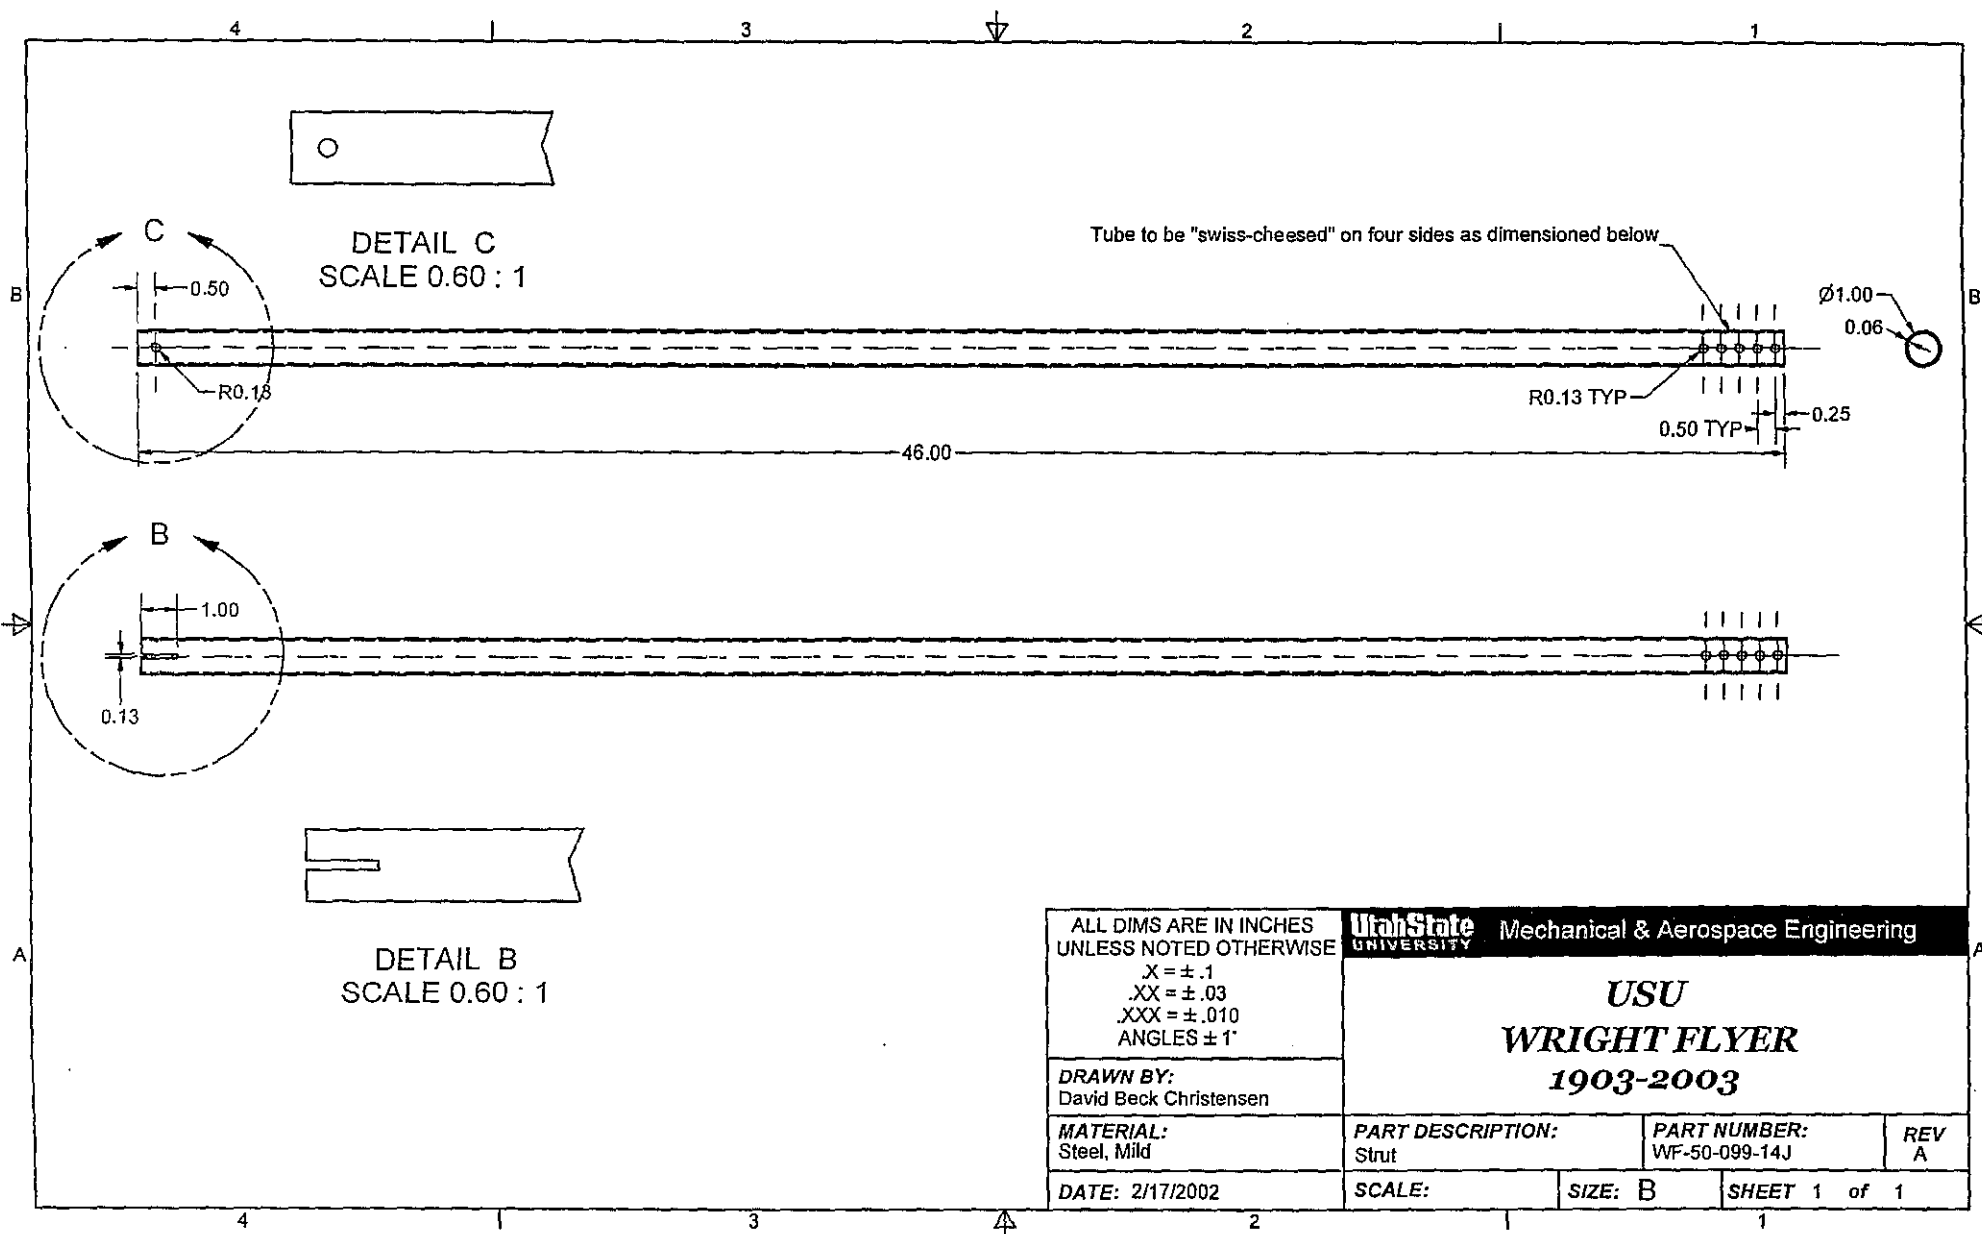 4 3 2 1
DETAIL C
SCALE 0.60 : 1
C
0.50
R0.13
Tube to be "swiss-cheesed" on four sides as dimensioned below
B
B
Ø1.00
0.06
R0.13 TYP
0.50 TYP
0.25
46.00
B
1.00
0.13
DETAIL B
SCALE 0.60 : 1
A
A
ALL DIMS ARE IN INCHES
UNLESS NOTED OTHERWISE
.X = ± .1
.XX = ± .03
.XXX = ± .010
ANGLES ± 1°
DRAWN BY:
David Beck Christensen
MATERIAL:
Steel, Mild
DATE: 2/17/2002
UtahState
UNIVERSITY
Mechanical & Aerospace Engineering
USU
WRIGHT FLYER
1903-2003
PART DESCRIPTION:
Strut
PART NUMBER:
WF-50-099-14J
REV
A
SCALE:
SIZE: B
SHEET 1 of 1
4 3 2 1